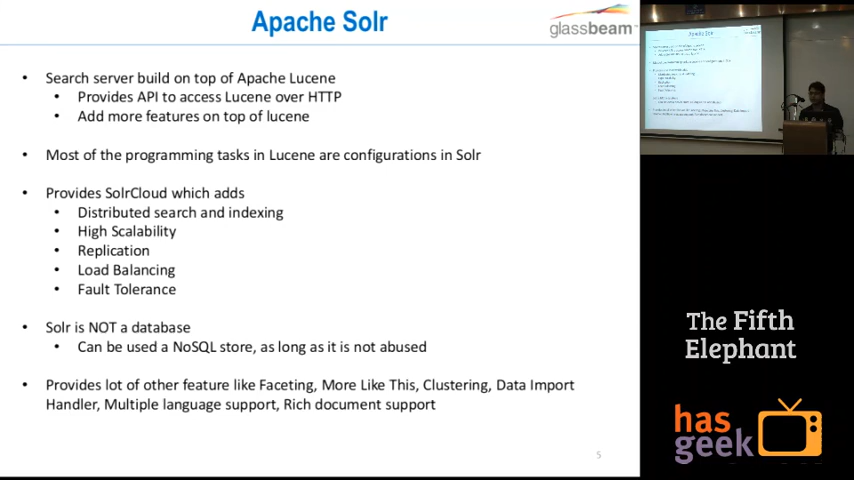 Apache Solr
glassbeam
• Search server build on top of Apache Lucene
• Provides API to access Lucene over HTTP
• Add more features on top of lucene
• Most of the programming tasks in Lucene are configurations in Solr
• Provides SolrCloud which adds
• Distributed search and indexing
• High Scalability
• Replication
• Load Balancing
• Fault Tolerance
• Solr is NOT a database
• Can be used a NoSQL store, as long as it is not abused
• Provides lot of other feature like Faceting, More Like This, Clustering, Data Import
Handler, Multiple language support, Rich document support
5
Apache Solr
The Fifth
Elephant
has
geek